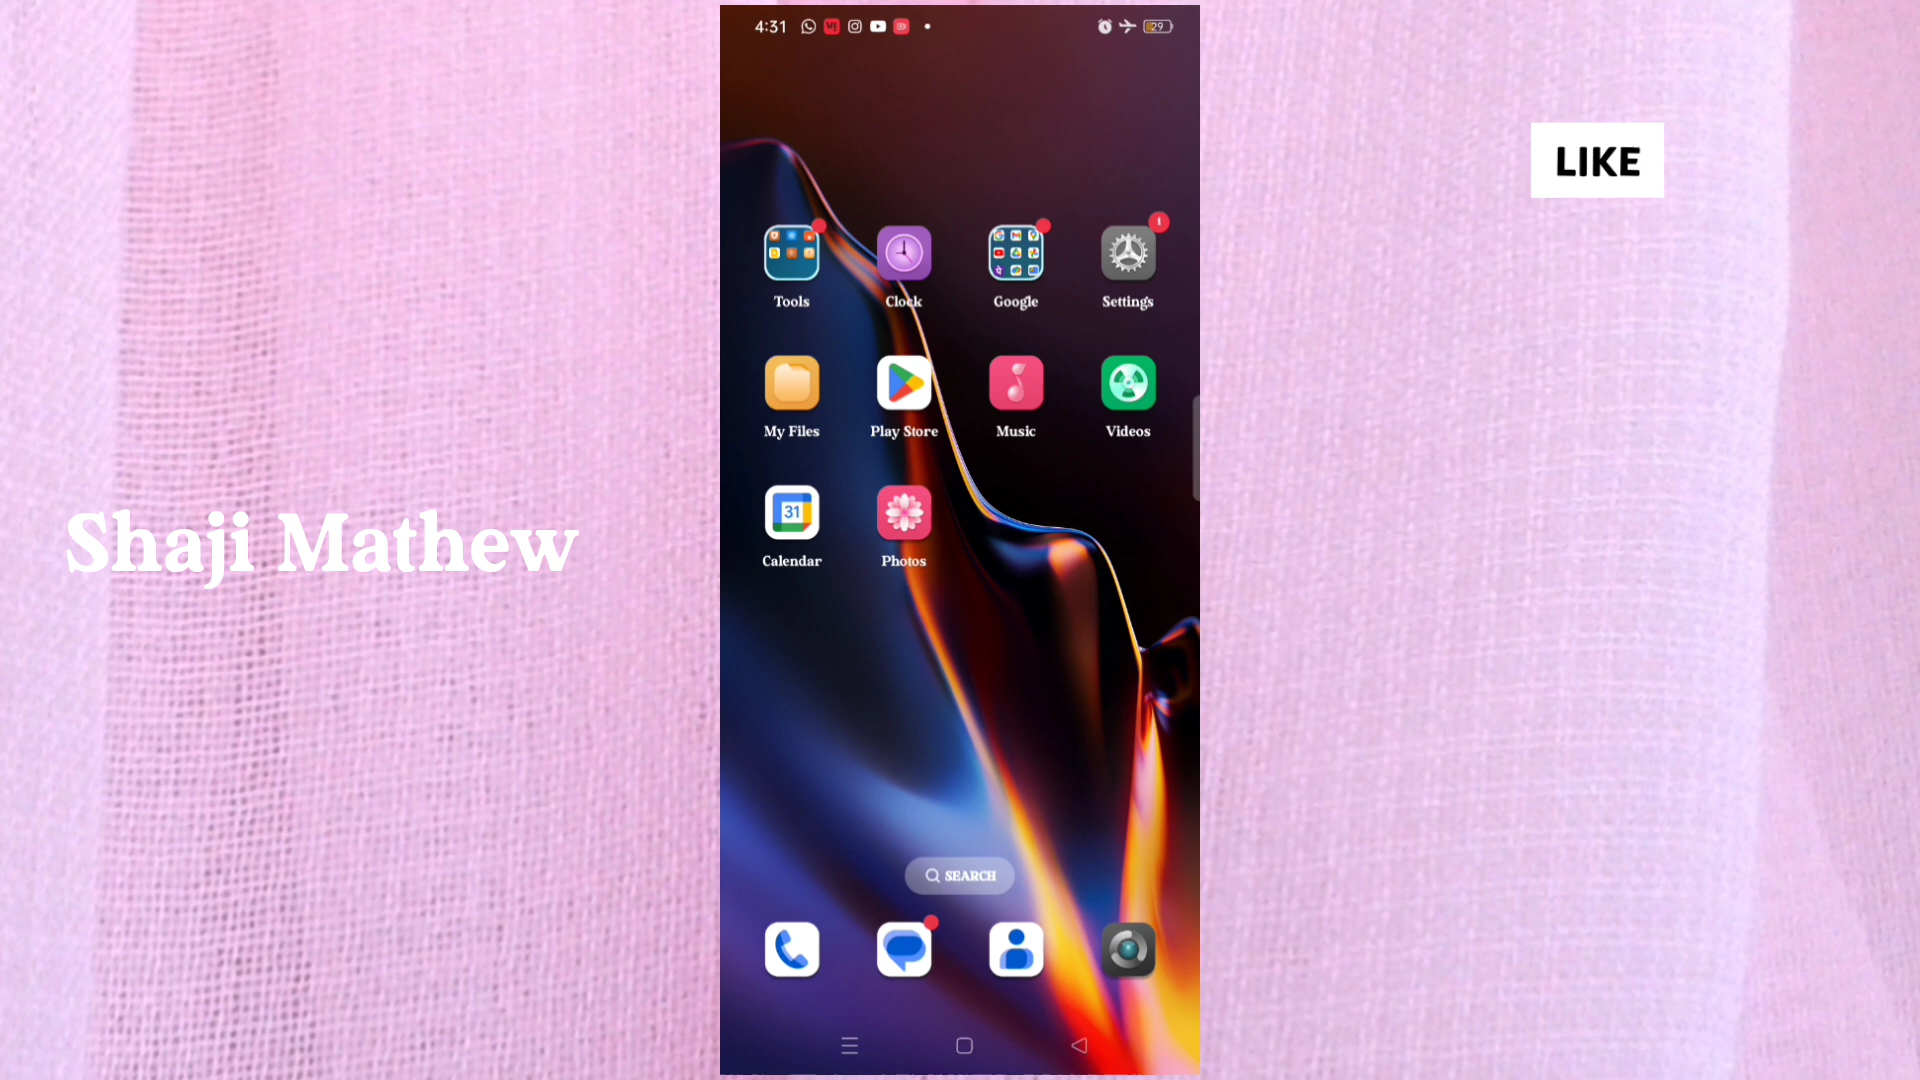 4:31
29
LIKE
Tools Clock Google Settings
My Files Play Store Music Videos
Shaji Mathew
31
Calendar Photos
SEARCH